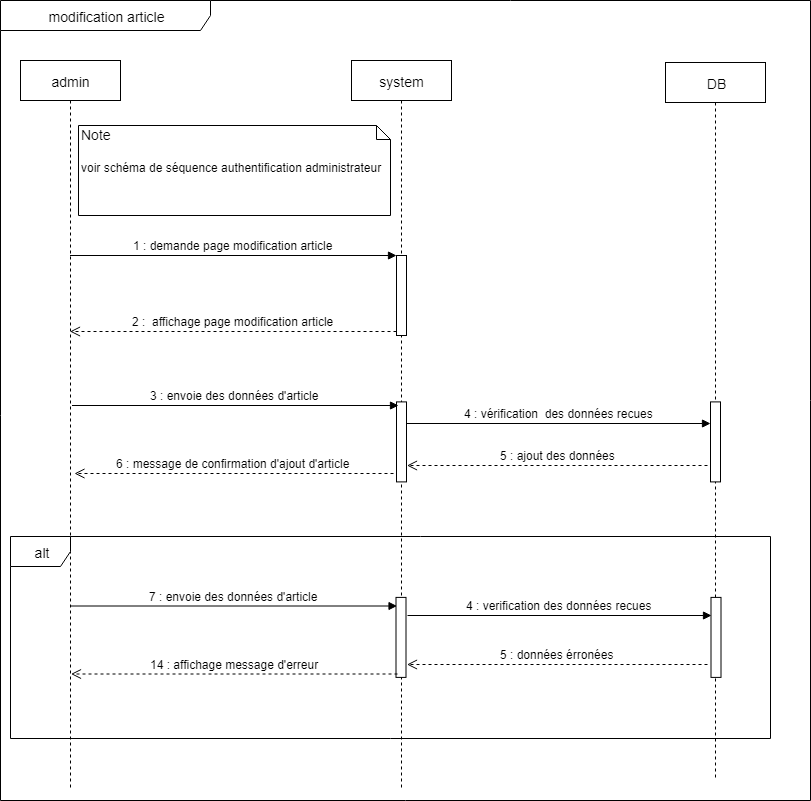 modification article
admin
system
DB
Note
voir schéma de séquence authentification administrateur
1 : demande page modification article
2 : affichage page modification article
3 : envoie des données d'article
4 : vérification des données recues
5 : ajout des données
6 : message de confirmation d'ajout d'article
alt
7 : envoie des données d'article
4 : verification des données recues
5 : données érronées
14 : affichage message d'erreur